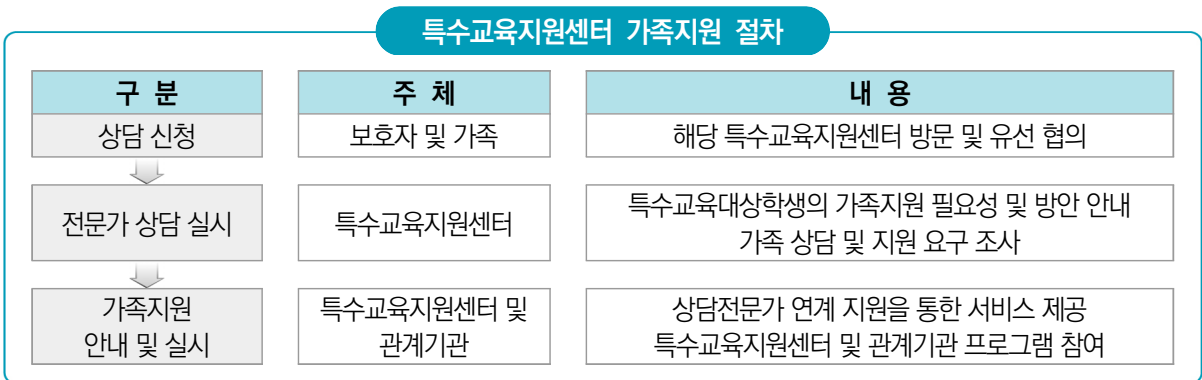 특수교육지원센터 가족지원 절차
구 분
주 체
내 용
상담 신청
보호자 및 가족
해당 특수교육지원센터 방문 및 유선 협의
전문가 상담 실시
특수교육지원센터
특수교육대상학생의 가족지원 필요성 및 방안 안내
가족 상담 및 지원 요구 조사
가족지원
안내 및 실시
특수교육지원센터 및
관계기관
상담전문가 연계 지원을 통한 서비스 제공
특수교육지원센터 및 관계기관 프로그램 참여